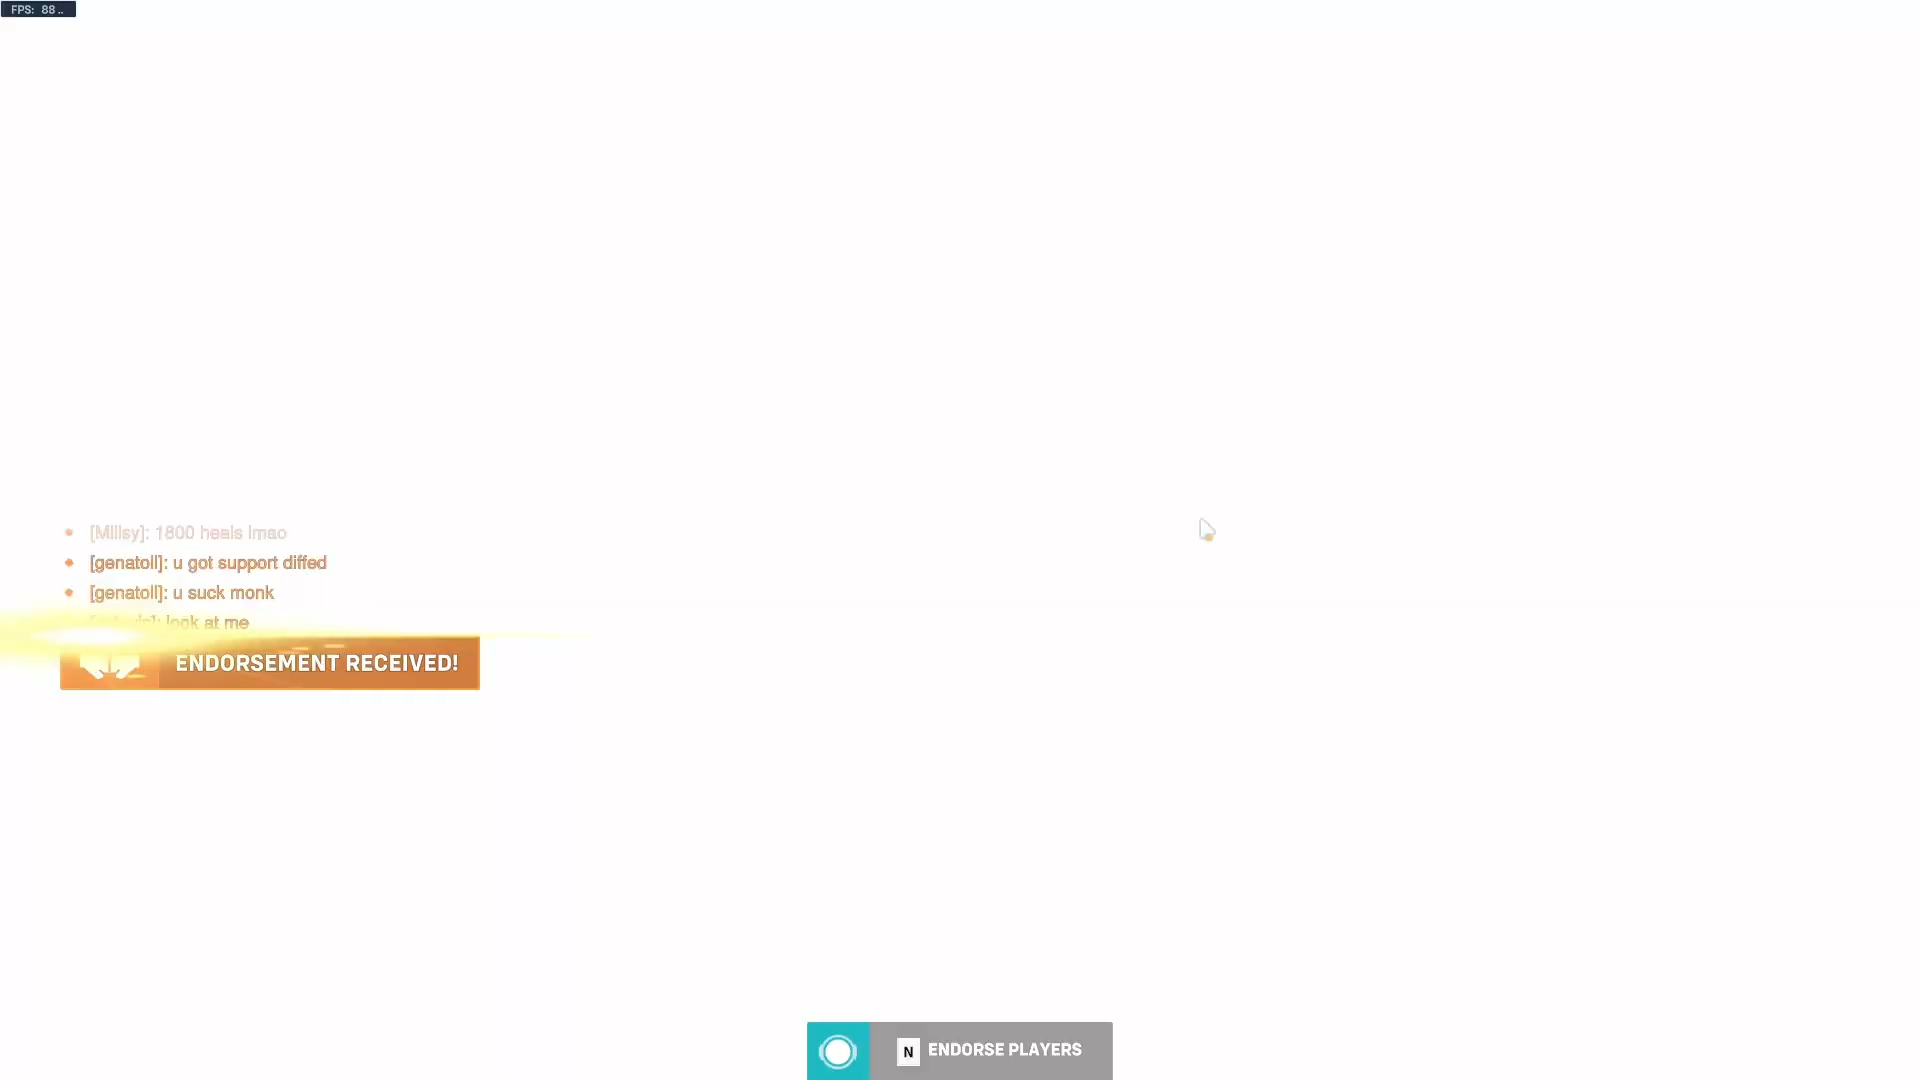 FPS: 88 ..
[Millsy]: 1800 heals lmao
[genatoll]: u got support diffed
[genatoll]: u suck monk
look at me
ENDORSEMENT RECEIVED!
N ENDORSE PLAYERS